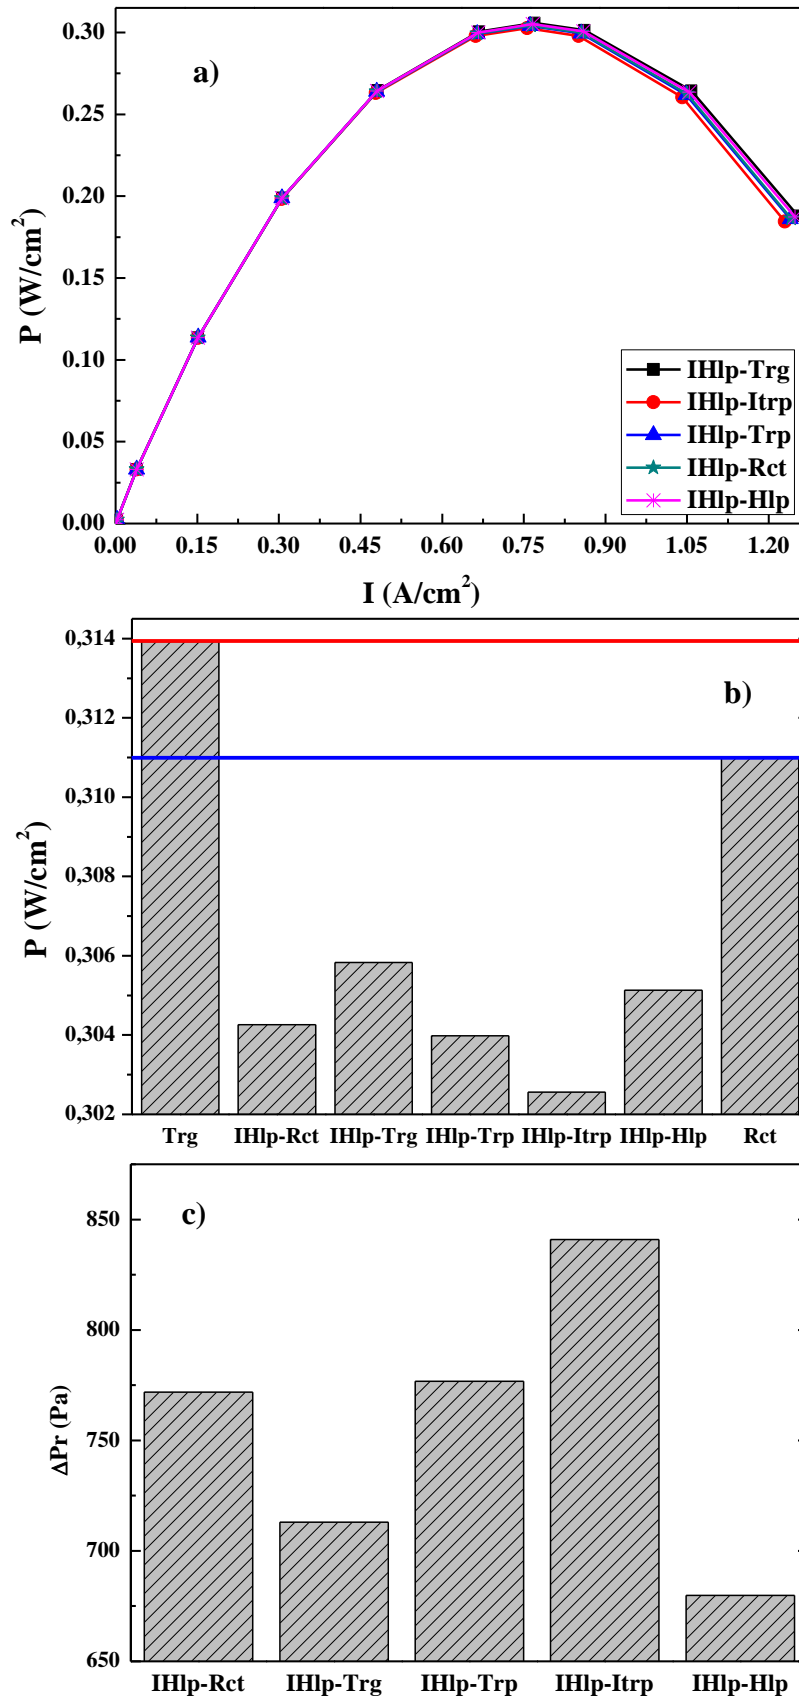 a)
P (W/cm²)
0.30
0.25
0.20
0.15
0.10
0.05
0.00
IHlp-Trg
IHlp-Itrp
IHlp-Trp
IHlp-Rct
IHlp-Hlp
0.00 0.15 0.30 0.45 0.60 0.75 0.90 1.05 1.20
I (A/cm²)
b)
P (W/cm²)
0,314
0,312
0,310
0,308
0,306
0,304
0,302
Trg IHlp-Rct IHlp-Trg IHlp-Trp IHlp-Itrp IHlp-Hlp Rct
c)
ΔPr (Pa)
850
800
750
700
650
IHlp-Rct IHlp-Trg IHlp-Trp IHlp-Itrp IHlp-Hlp